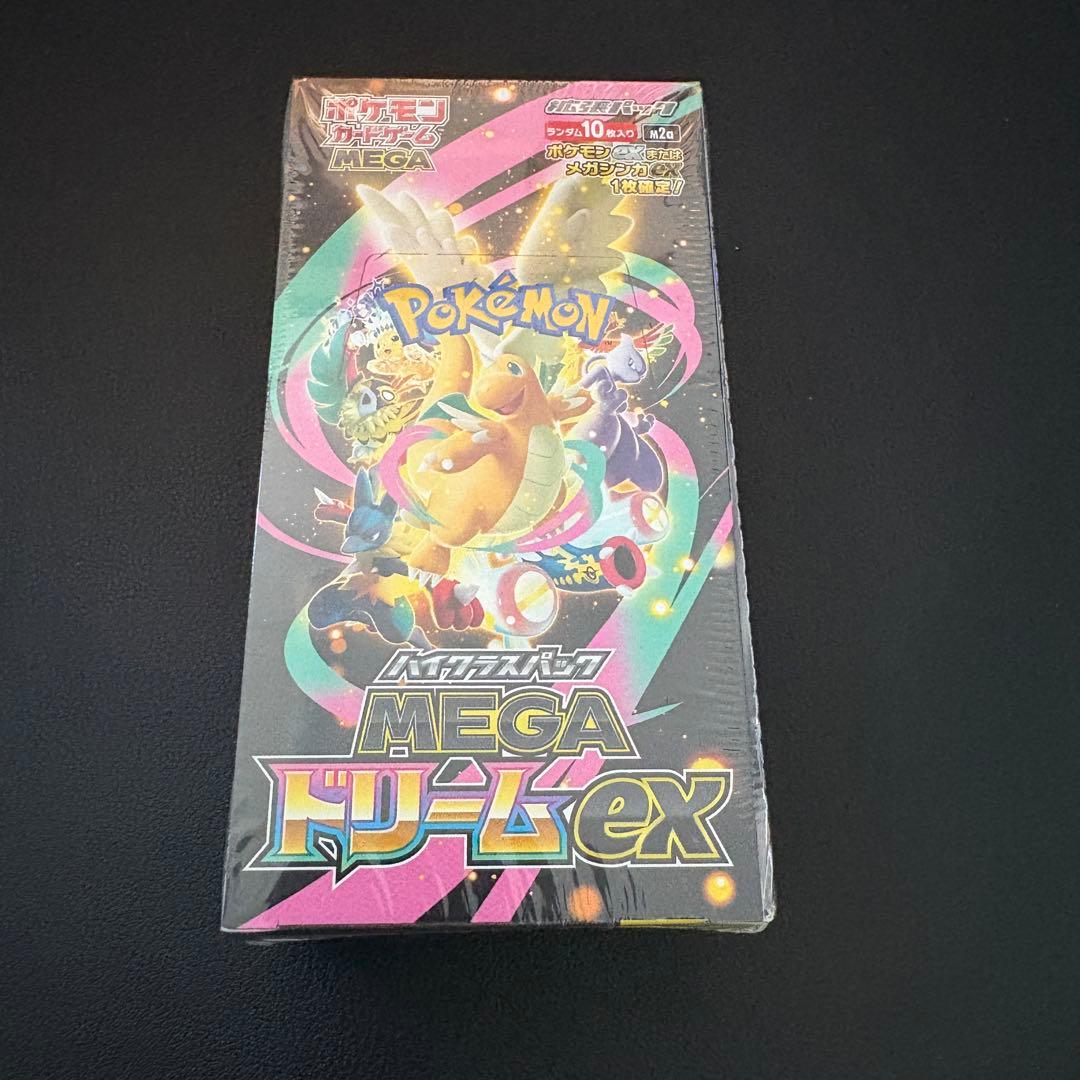 ポケモン
カードゲーム
MEGA
拡張パック
ランダム10枚入り M2a
ポケモンexまたは
メガシンカex
1枚確定!
POKéMON
ハイクラスパック
MEGA
ドリームex